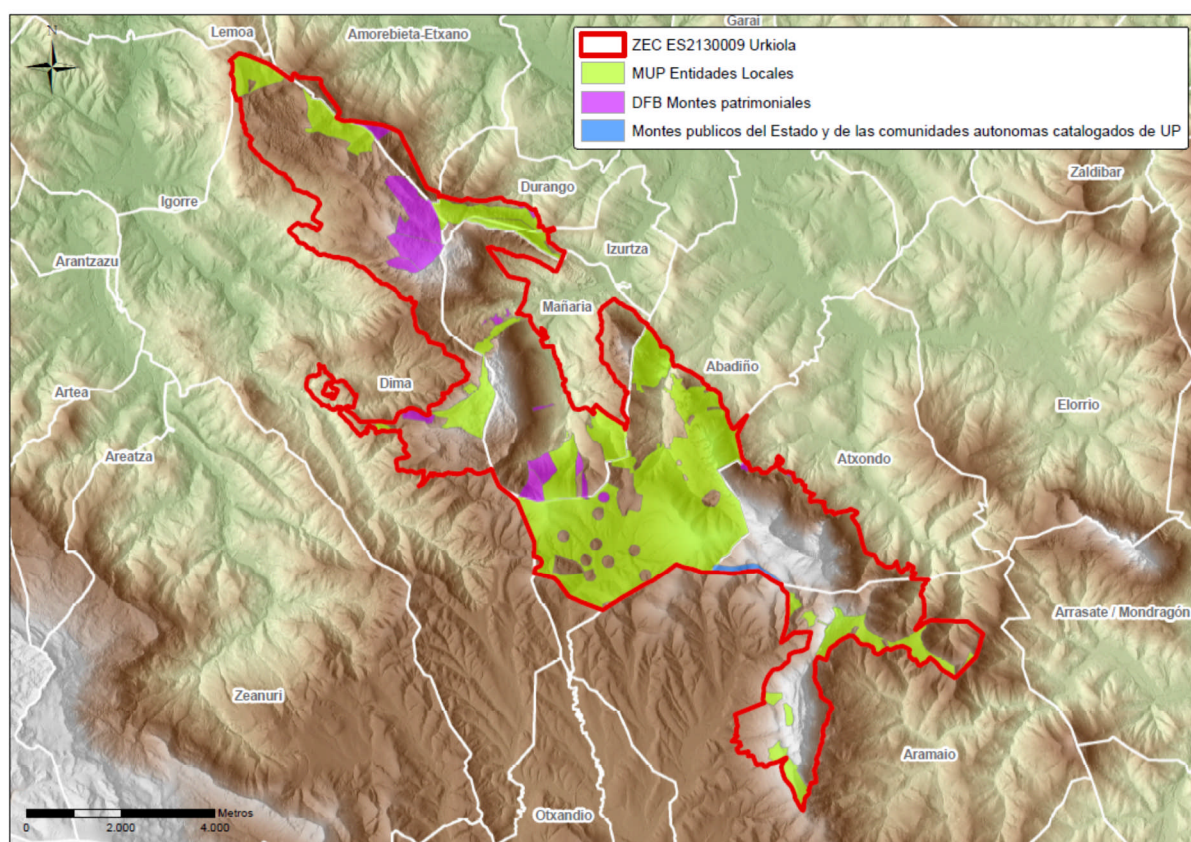 N
Lemoa
Amorebieta-Etxano
Garai
ZEC ES2130009 Urkiola
MUP Entidades Locales
DFB Montes patrimoniales
Montes publicos del Estado y de las comunidades autonomas catalogados de UP
Zaldibar
Durango
Igorre
Izurtza
Arantzazu
Mañaria
Abadiño
Dima
Artea
Elorrio
Areatza
Atxondo
Arrasate / Mondragón
Zeanuri
Aramaio
Otxandio
Metros
0 2.000 4.000